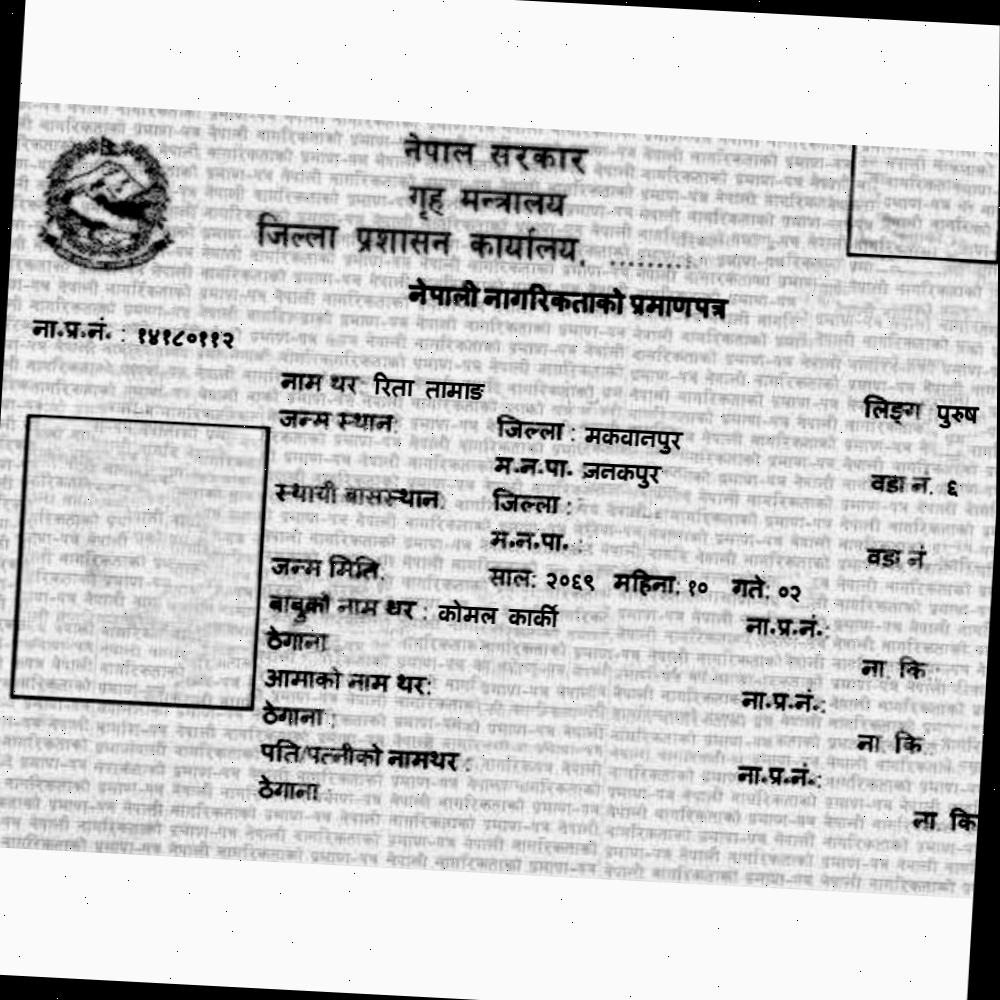 नेपाल सरकार
गृह मन्त्रालय
जिल्ला प्रशासन कार्यालय, ........:
नेपाली नागरिकताको प्रमाणपत्र
ना.प्र.नं. : १४१८०११२
नाम थर: रिता तामाङ लिङ्ग पुरुष
जन्म स्थान: जिल्ला : मकवानपुर
म.न.पा. जनकपुर वडा नं. ६
स्थायी बासस्थान: जिल्ला :
म.न.पा. : वडा नं
जन्म मिति: साल: २०६९ महिना: १० गते: ०२
बाबुको नाम थर : कोमल कार्की ना.प्र.नं.:
ठेगाना ना. कि
आमाको नाम थर: ना.प्र.नं.:
ठेगाना : ना. कि
पति/पत्नीको नामथर : ना.प्र.नं.:
ठेगाना : ना. कि